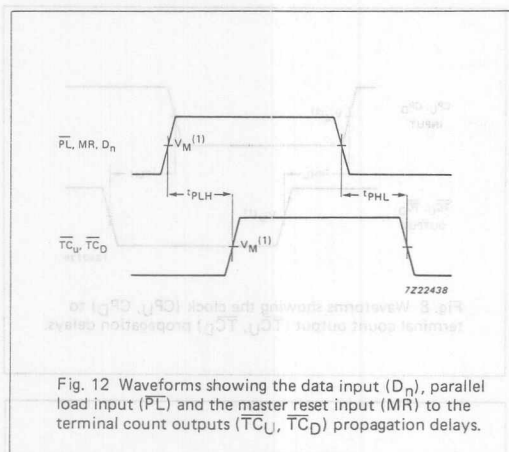 PL, MR, Dn
VM(1)
tPLH
tPHL
TCu, TCD
VM(1)
7Z22438
Fig. 12 Waveforms showing the data input (Dn), parallel
load input (PL) and the master reset input (MR) to the
terminal count outputs (TCU, TCD) propagation delays.